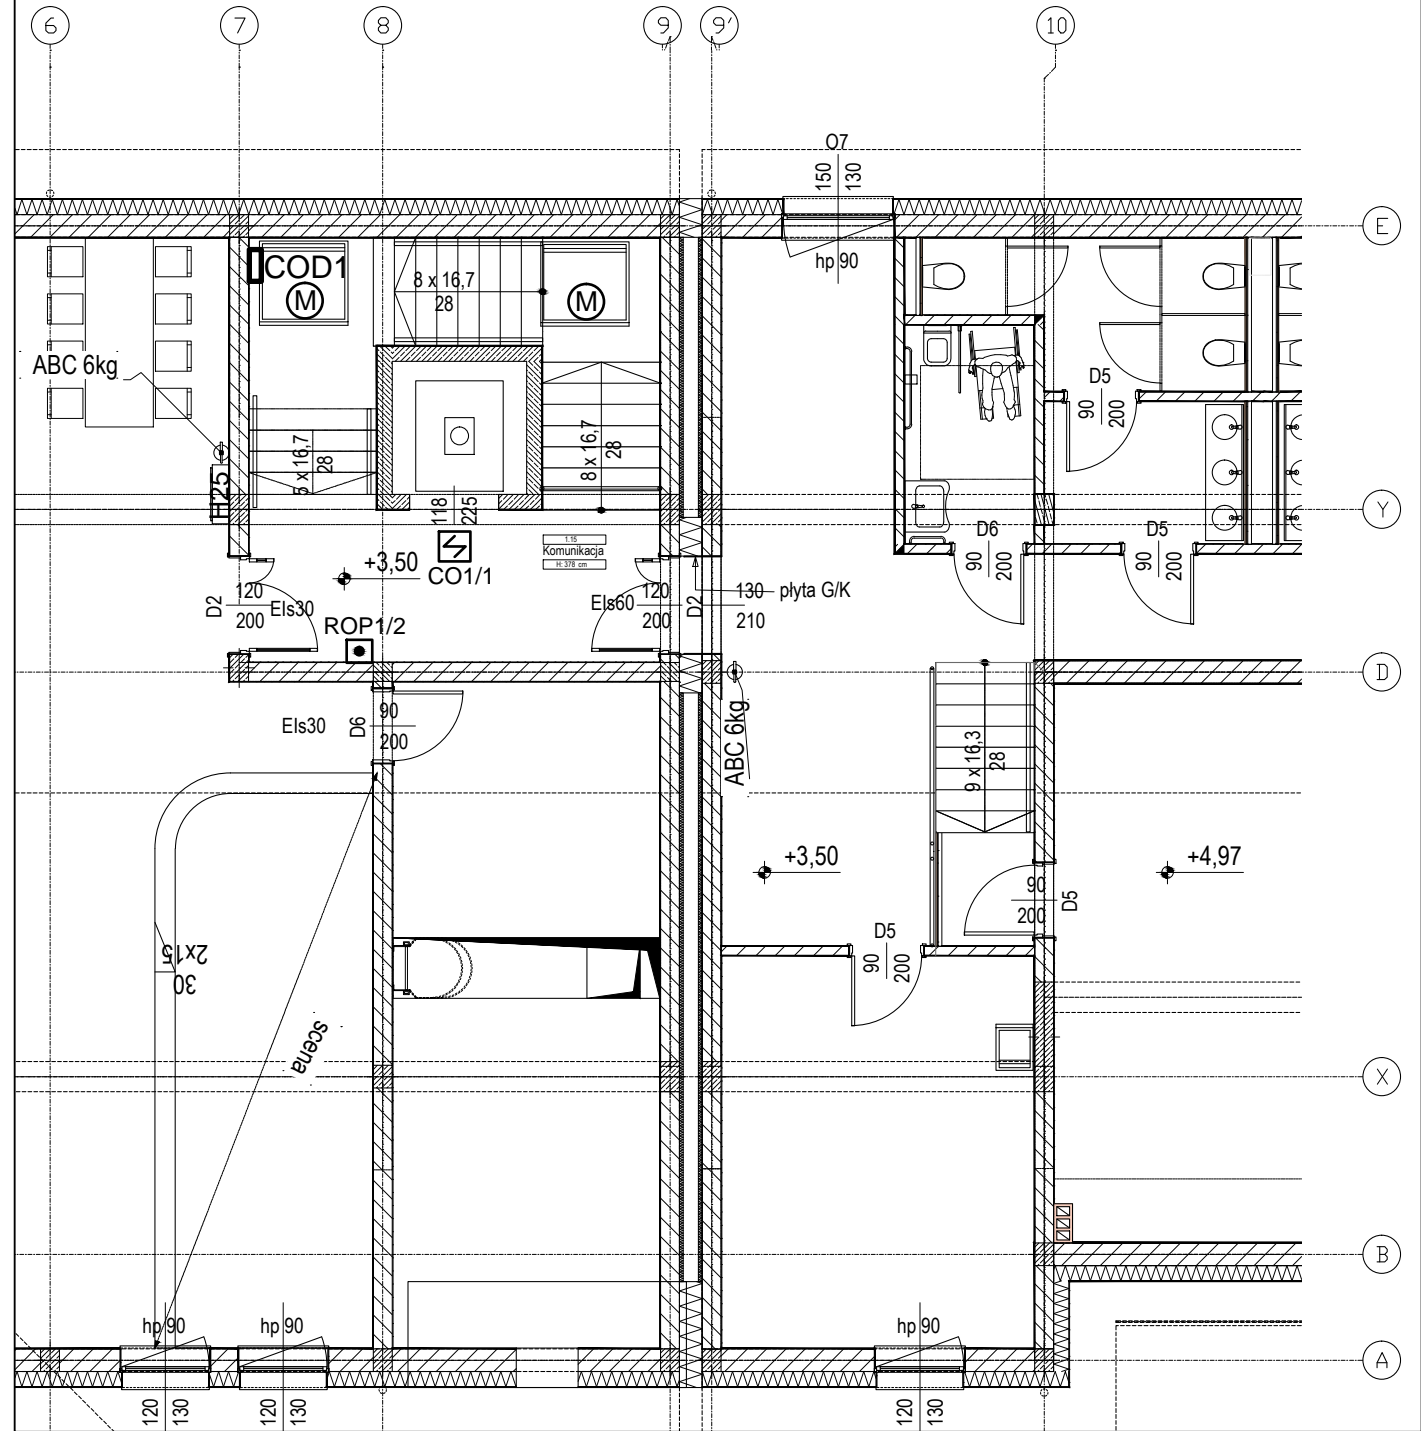 6
7
8
9
9'
10
O7
150
130
E
hp 90
COD1
M
8 x 16,7
28
M
ABC 6kg
D5
90
200
5 x 16,7
28
8 x 16,7
28
H25
118
225
Y
1.15
Komunikacja
H: 378 cm
D6
90
200
D5
90
200
+3,50
CO1/1
D2
120
200
EIs30
EIs60
120
200
D2
130
210
płyta G/K
ROP1/2
D
EIs30
D6
90
200
ABC 6kg
9 x 16,3
28
+3,50
+4,97
90
200
D5
2x15
30
D5
90
200
scena
X
B
hp 90
hp 90
hp 90
A
120
130
120
130
120
130